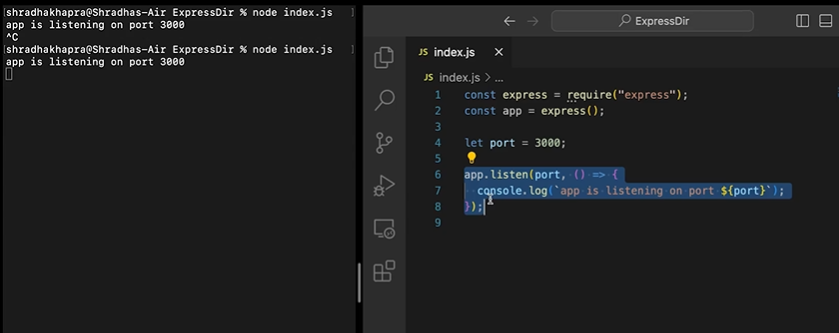 shradhakhapra@Shradhas-Air ExpressDir % node index.js
app is listening on port 3000
^C
shradhakhapra@Shradhas-Air ExpressDir % node index.js
app is listening on port 3000
ExpressDir
JS index.js
JS index.js > ...
1 const express = require("express");
2 const app = express();
3
4 let port = 3000;
5
6 app.listen(port, () => {
7 console.log(`app is listening on port ${port}`);
8 });
9